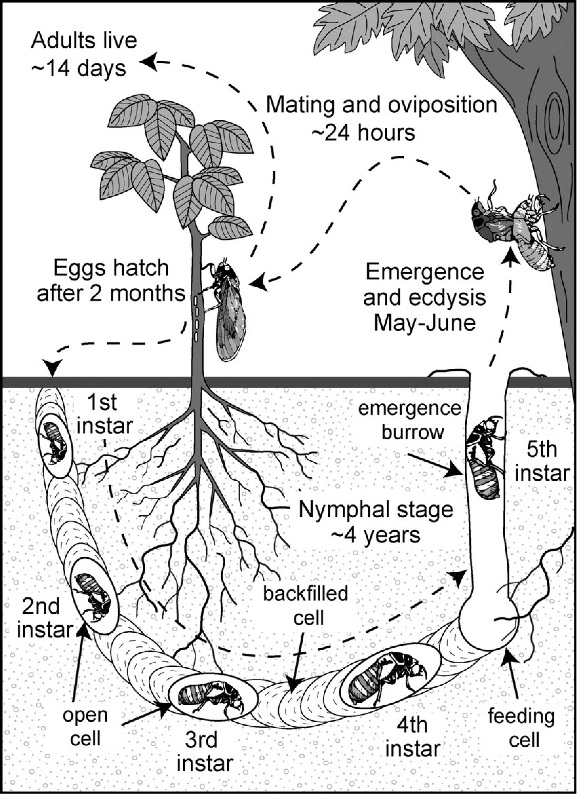 Adults live
~14 days
Mating and oviposition
~24 hours
Eggs hatch
after 2 months
Emergence
and ecdysis
May-June
1st
instar
emergence
burrow
5th
instar
Nymphal stage
~4 years
2nd
instar
backfilled
cell
open
cell
3rd
instar
4th
instar
feeding
cell